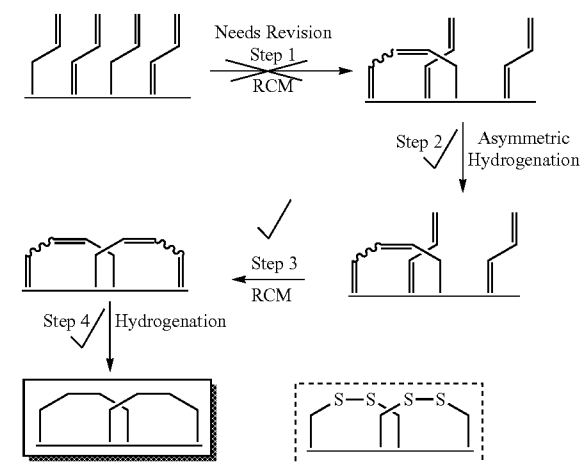 Needs Revision
Step 1
RCM
Step 2
Asymmetric
Hydrogenation
Step 3
RCM
Step 4
Hydrogenation
S S S S